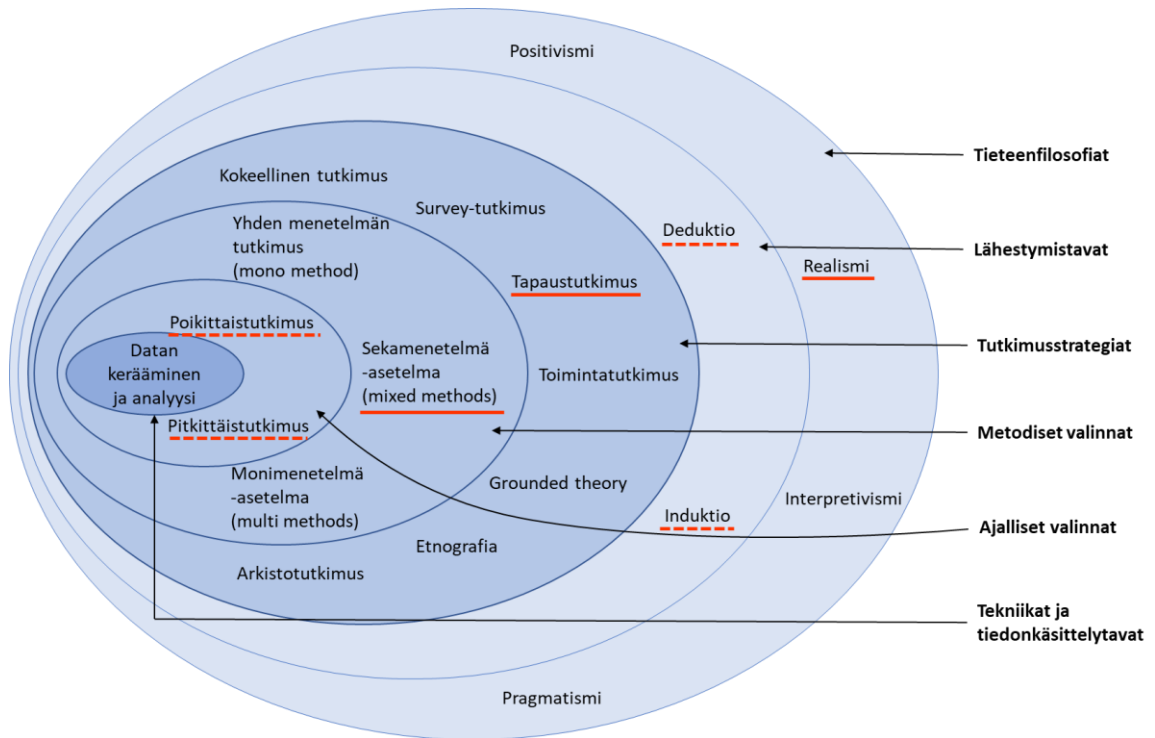 Positivismi
Tieteenfilosofiat
Kokeellinen tutkimus
Survey-tutkimus
Yhden menetelmän
tutkimus
(mono method)
Deduktio
Lähestymistavat
Realismi
Tapaustutkimus
Poikittaistutkimus
Datan
kerääminen
ja analyysi
Sekamenetelmä
-asetelma
(mixed methods)
Toimintatutkimus
Tutkimusstrategiat
Pitkittäistutkimus
Metodiset valinnat
Monimenetelmä
-asetelma
(multi methods)
Grounded theory
Interpretivismi
Induktio
Ajalliset valinnat
Etnografia
Arkistotutkimus
Tekniikat ja
tiedonkäsittelytavat
Pragmatismi